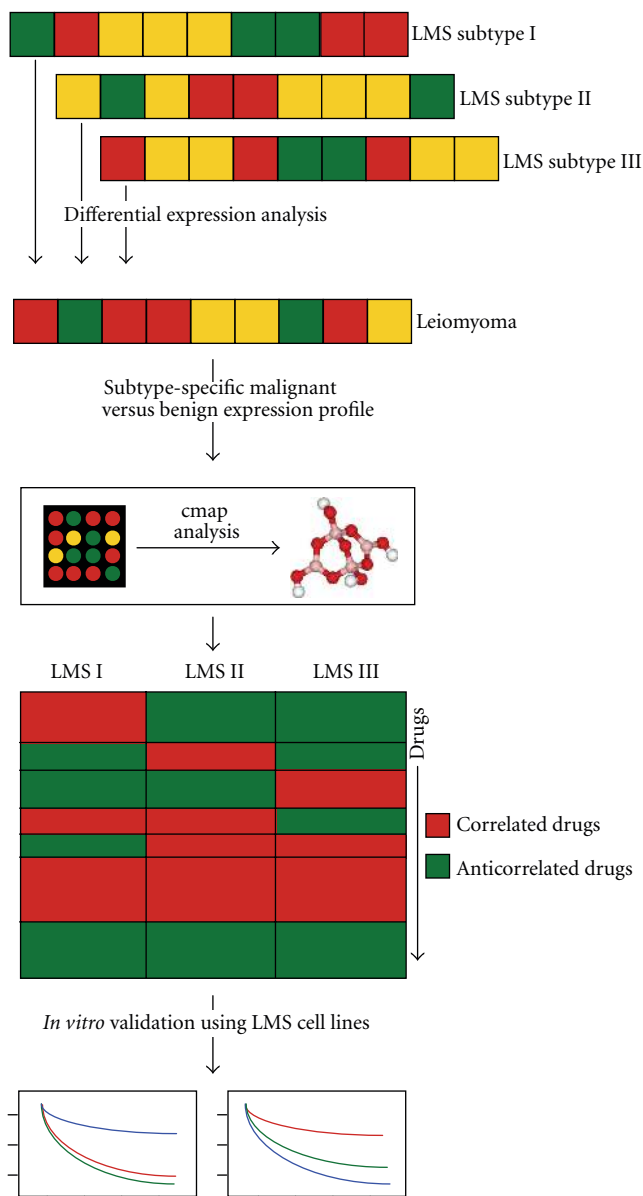 LMS subtype I
LMS subtype II
LMS subtype III
Differential expression analysis
Leiomyoma
Subtype-specific malignant
versus benign expression profile
cmap
analysis
LMS I LMS II LMS III
Drugs
Correlated drugs
Anticorrelated drugs
In vitro validation using LMS cell lines